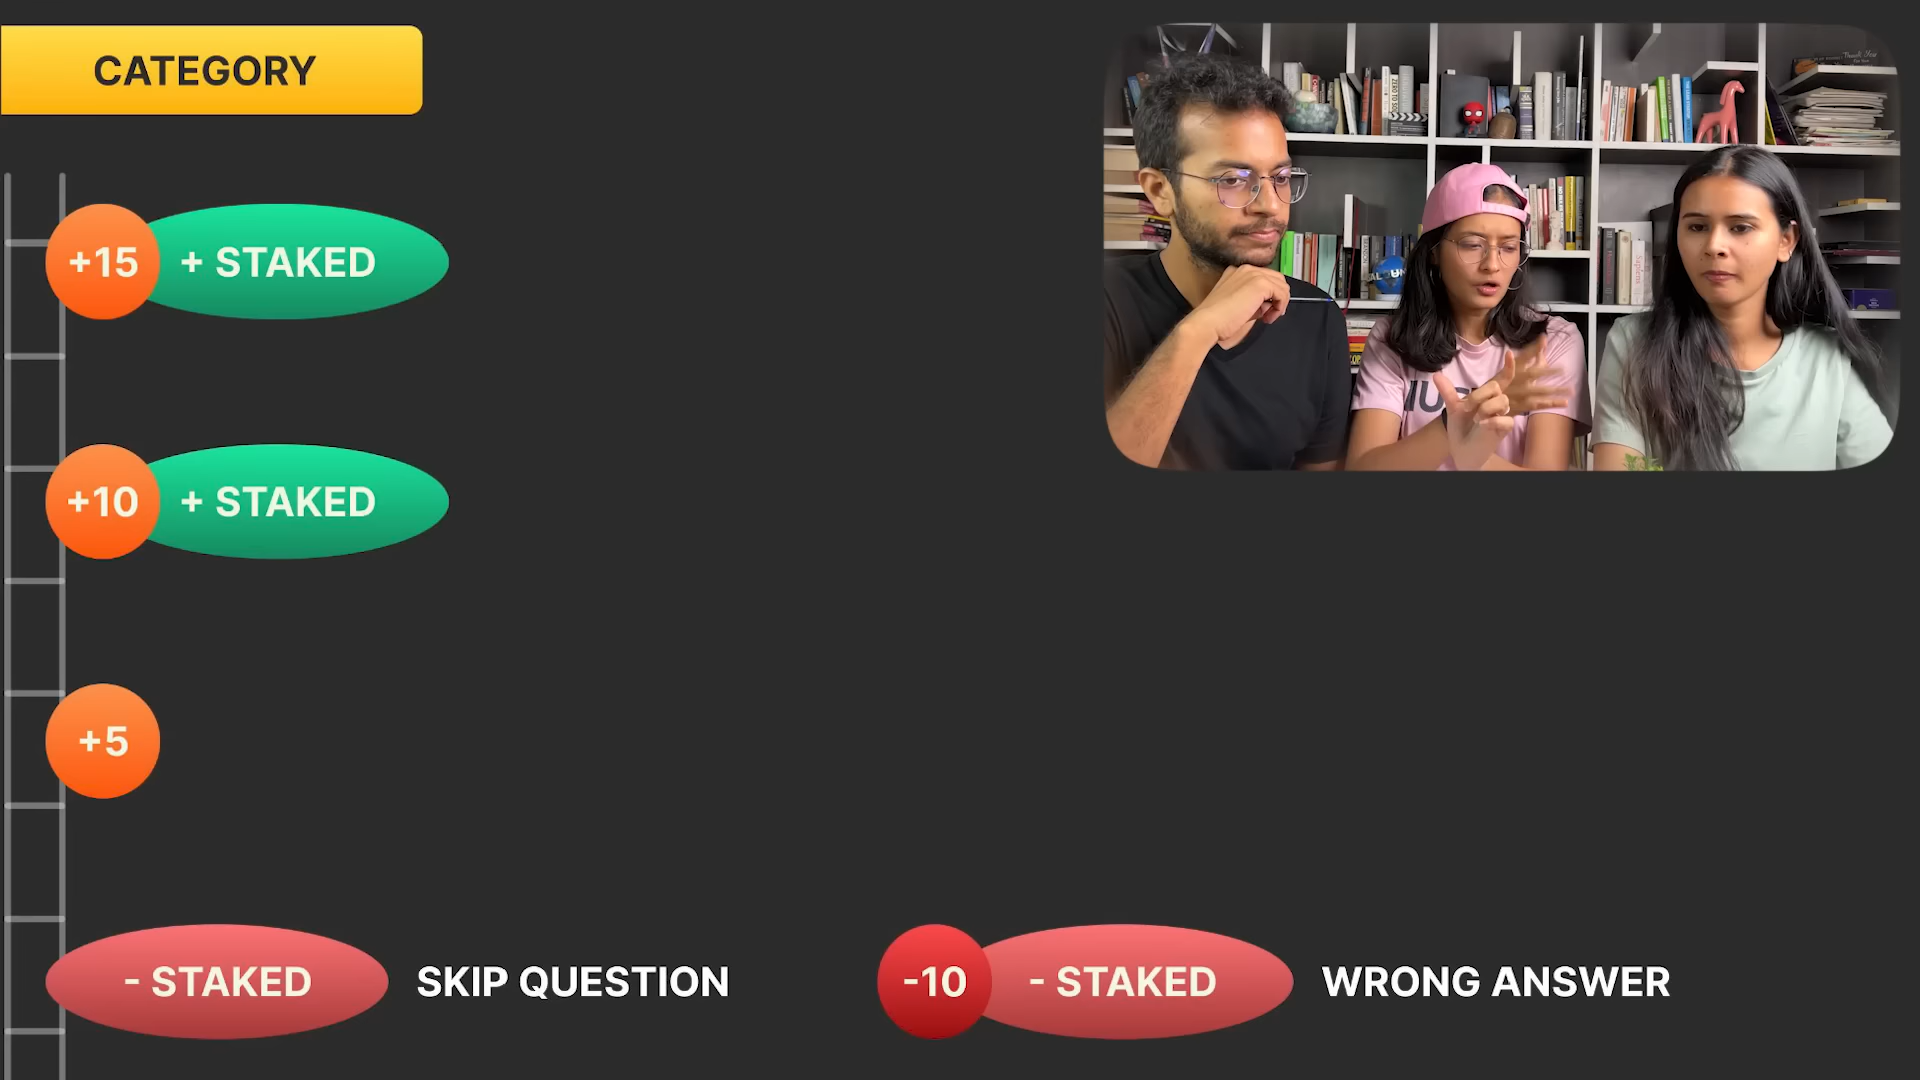 CATEGORY
+15 + STAKED
+10 + STAKED
+5
- STAKED SKIP QUESTION
-10 - STAKED WRONG ANSWER